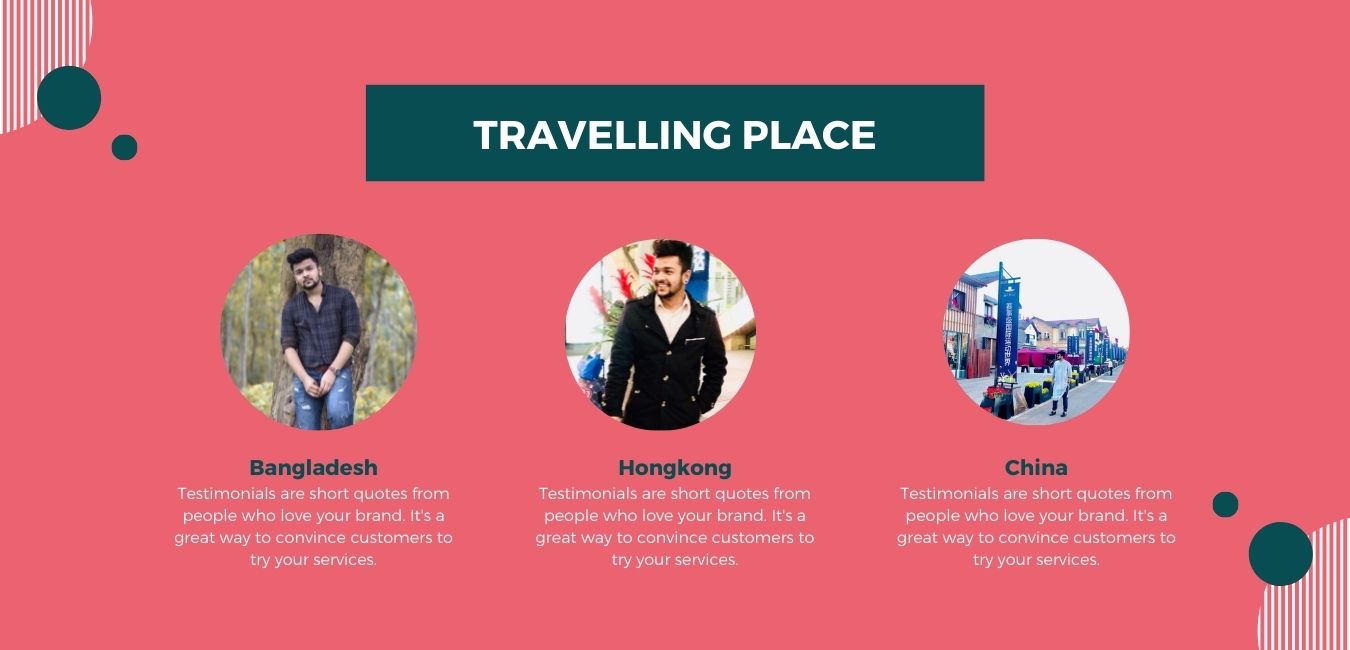 TRAVELLING PLACE
Bangladesh
Testimonials are short quotes from
people who love your brand. It's a
great way to convince customers to
try your services.
Hongkong
Testimonials are short quotes from
people who love your brand. It's a
great way to convince customers to
try your services.
China
Testimonials are short quotes from
people who love your brand. It's a
great way to convince customers to
try your services.